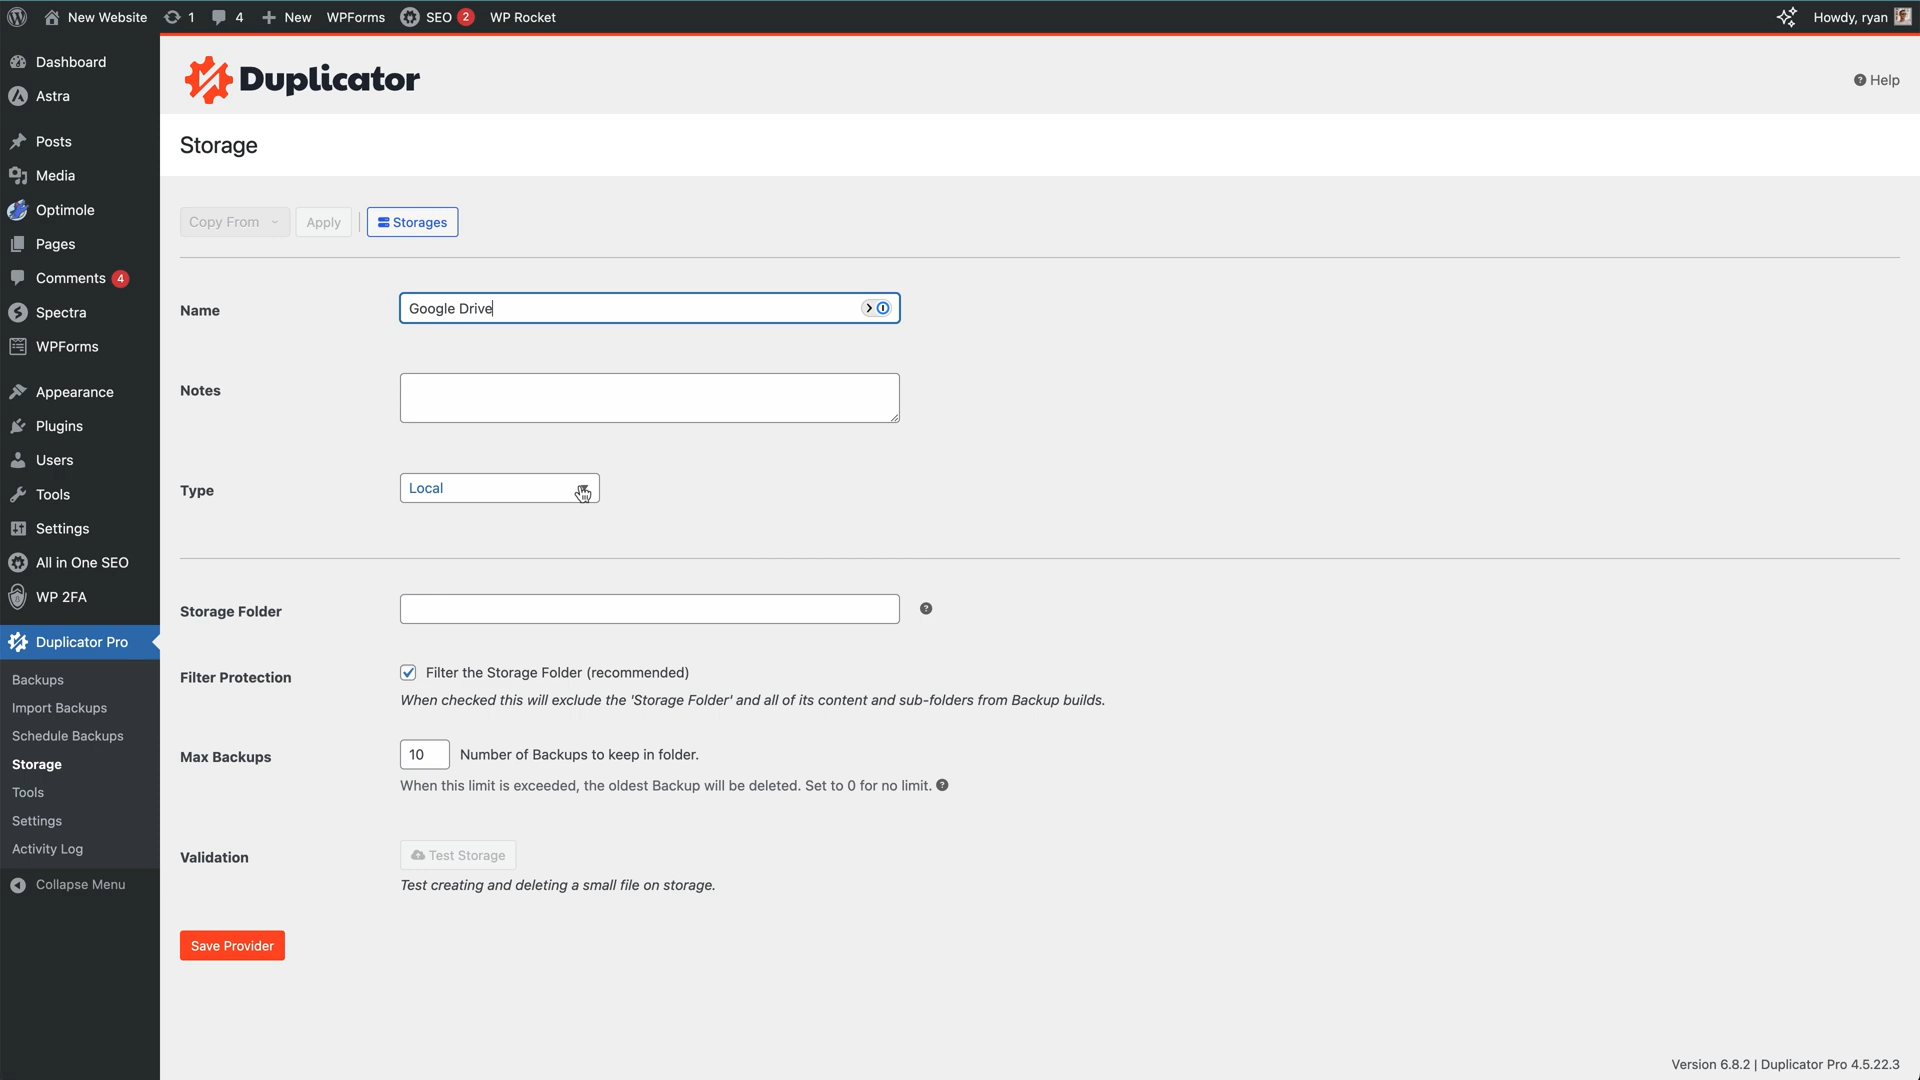 New Website 1 4 New WPForms SEO 2 WP Rocket Howdy, ryan
Dashboard
Astra
Posts
Media
Optimole
Pages
Comments 4
Spectra
WPForms
Appearance
Plugins
Users
Tools
Settings
All in One SEO
WP 2FA
Duplicator Pro
Backups
Import Backups
Schedule Backups
Storage
Tools
Settings
Activity Log
Collapse Menu
Duplicator
Help
Storage
Copy From Apply Storages
Name Google Drive
Notes
Type Local
Storage Folder
Filter Protection Filter the Storage Folder (recommended)
When checked this will exclude the 'Storage Folder' and all of its content and sub-folders from Backup builds.
Max Backups 10 Number of Backups to keep in folder.
When this limit is exceeded, the oldest Backup will be deleted. Set to 0 for no limit.
Validation Test Storage
Test creating and deleting a small file on storage.
Save Provider
Version 6.8.2 | Duplicator Pro 4.5.22.3